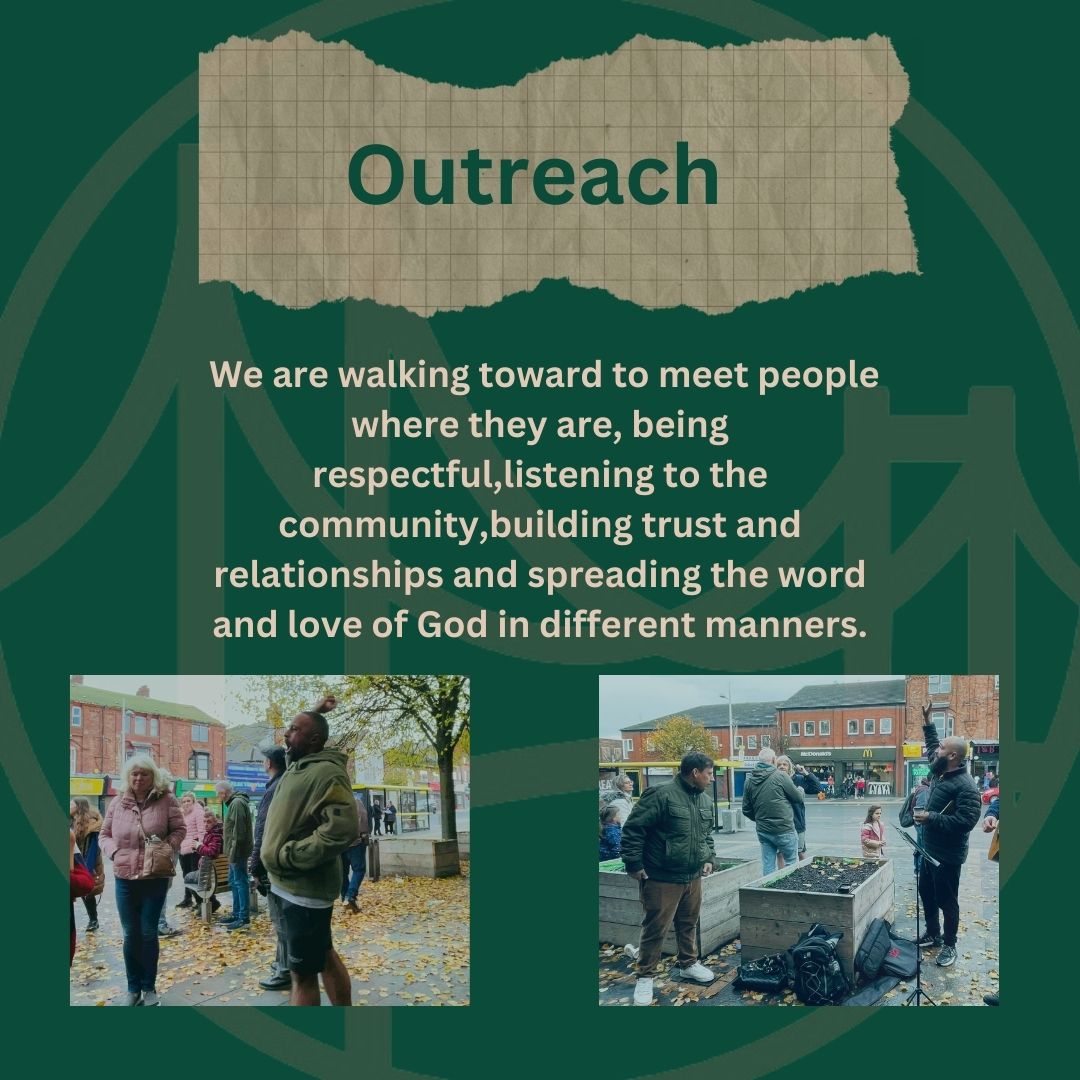 Outreach
We are walking toward to meet people
where they are, being
respectful,listening to the
community,building trust and
relationships and spreading the word
and love of God in different manners.
McDonald's